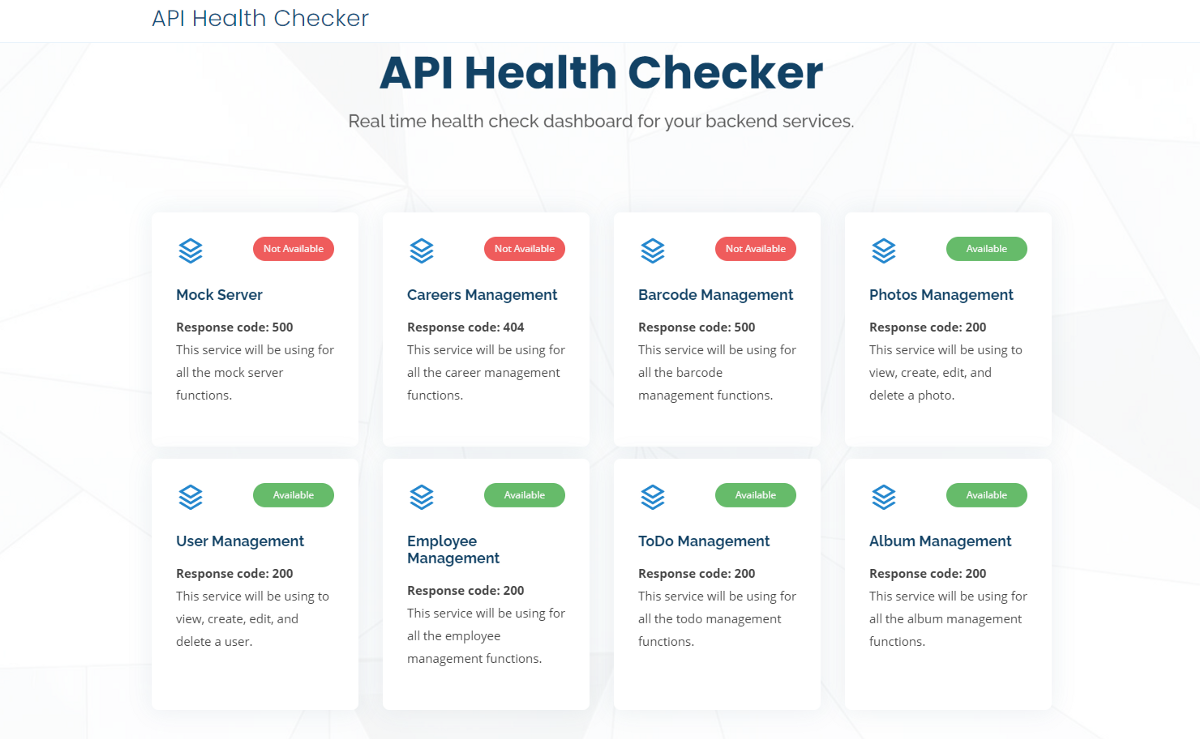 API Health Checker
API Health Checker
Real time health check dashboard for your backend services.
Not Available
Mock Server
Response code: 500
This service will be using for
all the mock server
functions.
Not Available
Careers Management
Response code: 404
This service will be using for
all the career management
functions.
Not Available
Barcode Management
Response code: 500
This service will be using for
all the barcode
management functions.
Available
Photos Management
Response code: 200
This service will be using to
view, create, edit, and
delete a photo.
Available
User Management
Response code: 200
This service will be using to
view, create, edit, and
delete a user.
Available
Employee
Management
Response code: 200
This service will be using for
all the employee
management functions.
Available
ToDo Management
Response code: 200
This service will be using for
all the todo management
functions.
Available
Album Management
Response code: 200
This service will be using for
all the album management
functions.